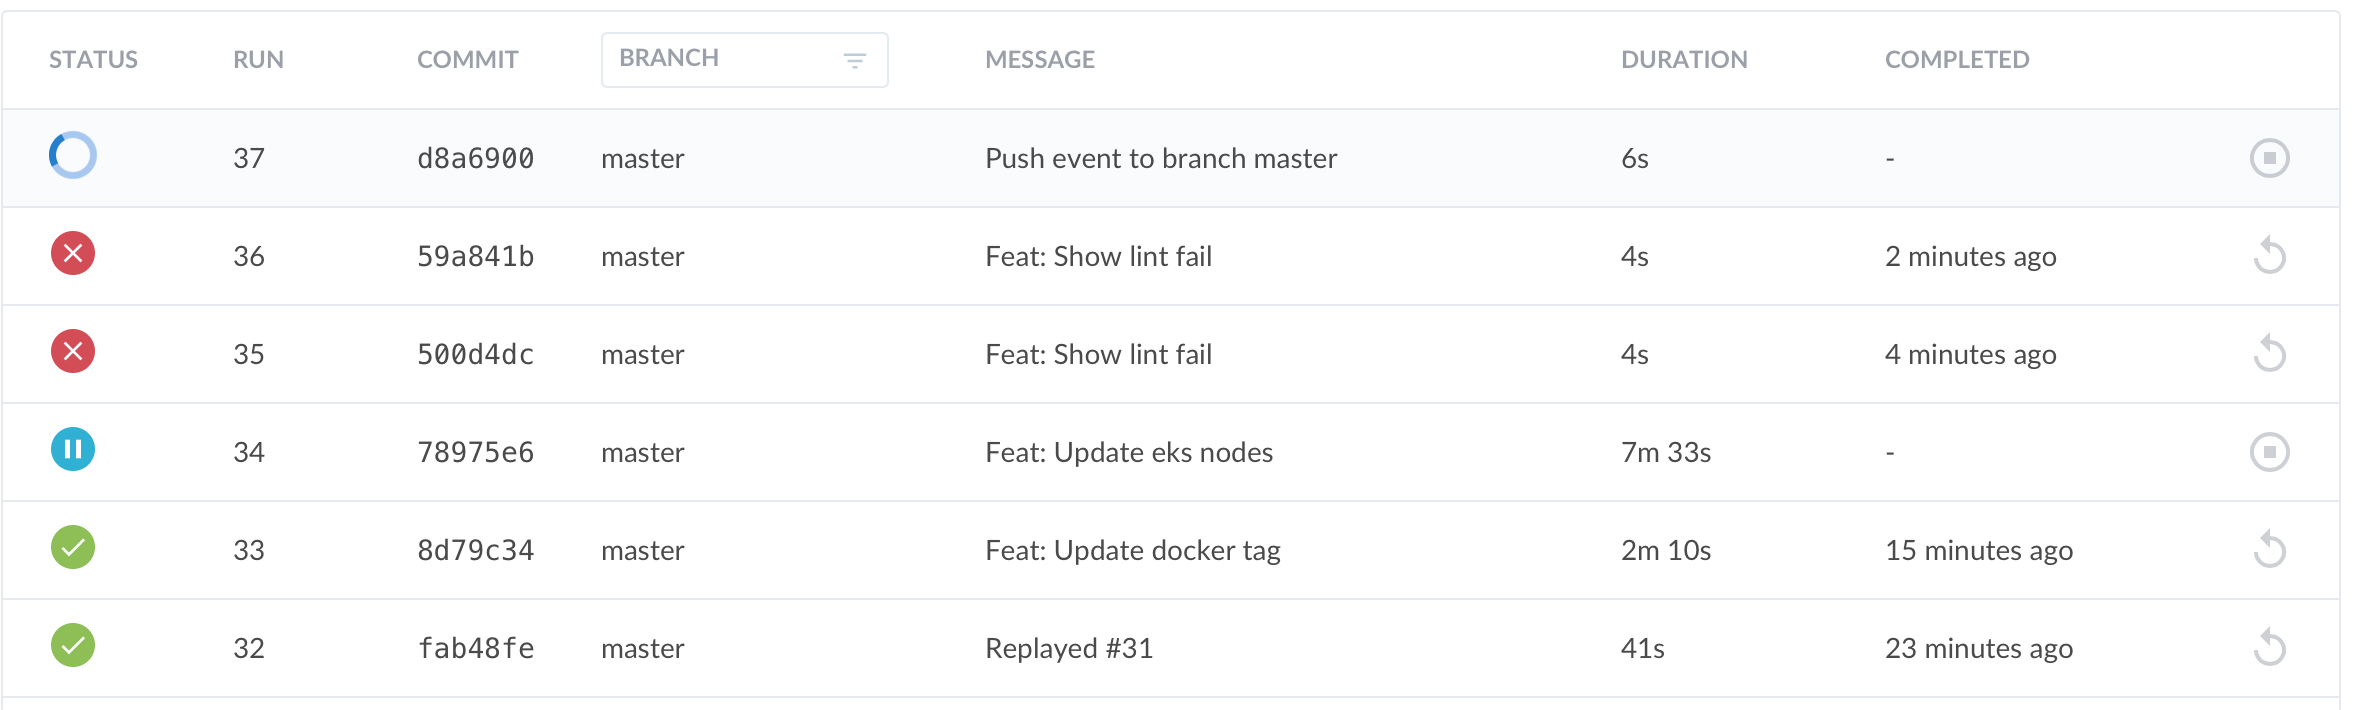 STATUS RUN COMMIT BRANCH MESSAGE DURATION COMPLETED
37 d8a6900 master Push event to branch master 6s -
36 59a841b master Feat: Show lint fail 4s 2 minutes ago
35 500d4dc master Feat: Show lint fail 4s 4 minutes ago
34 78975e6 master Feat: Update eks nodes 7m 33s -
33 8d79c34 master Feat: Update docker tag 2m 10s 15 minutes ago
32 fab48fe master Replayed #31 41s 23 minutes ago